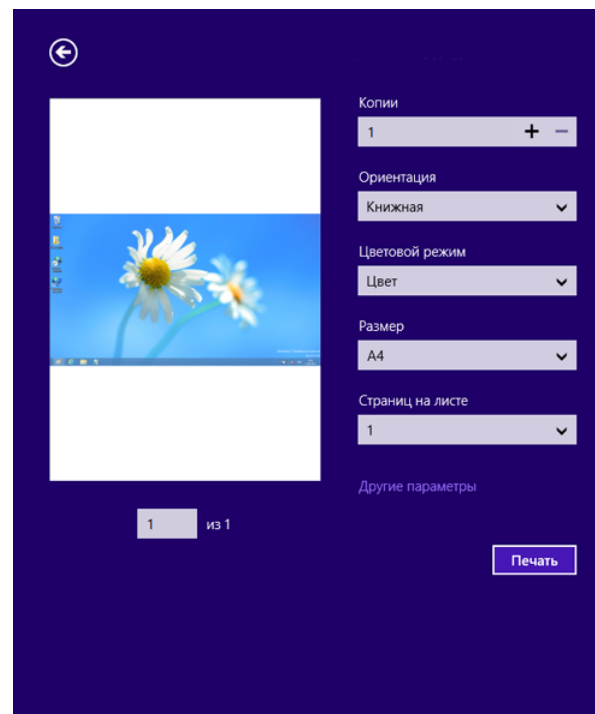 Копии
1
Ориентация
Книжная
Цветовой режим
Цвет
Размер
A4
Страниц на листе
1
Другие параметры
1 из 1
Печать